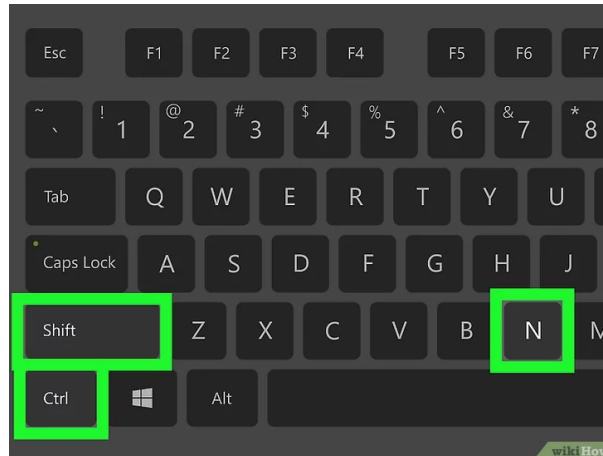 Esc F1 F2 F3 F4 F5 F6 F7
~ ` ! 1 @ 2 # 3 $ 4 % 5 ^ 6 & 7 * 8
Tab Q W E R T Y U
Caps Lock A S D F G H J
Shift Z X C V B N M
Ctrl Alt
wikiHow